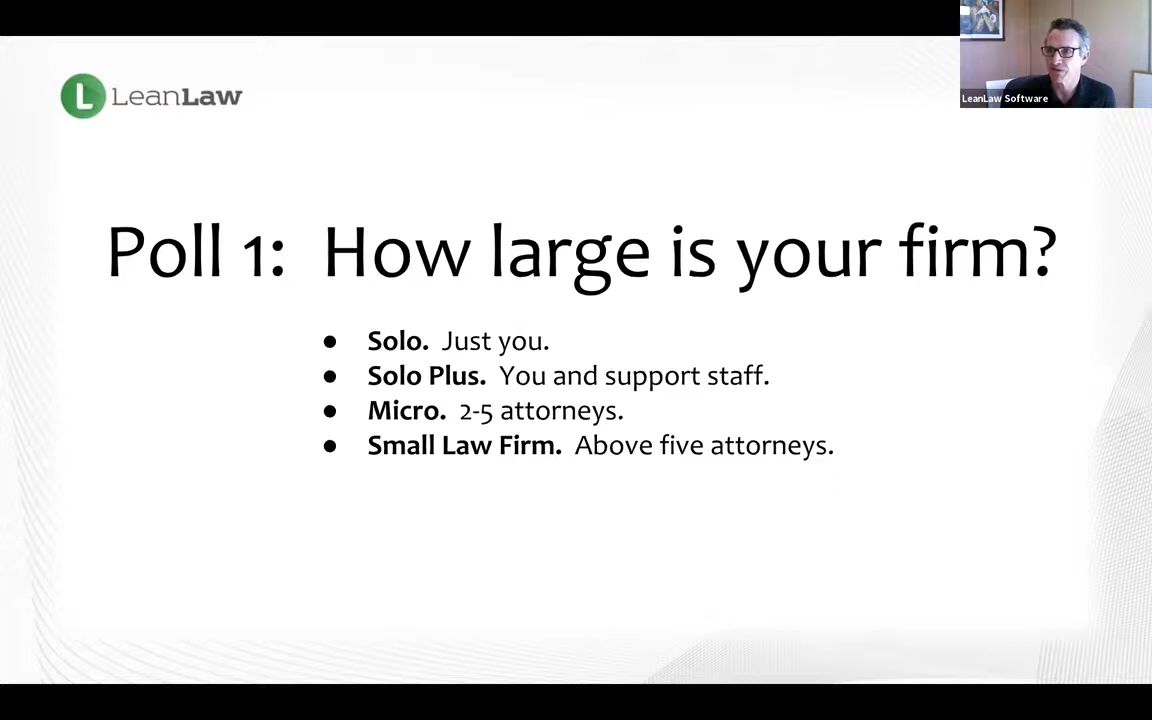 L LeanLaw
LeanLaw Software
Poll 1: How large is your firm?
● Solo. Just you.
● Solo Plus. You and support staff.
● Micro. 2-5 attorneys.
● Small Law Firm. Above five attorneys.